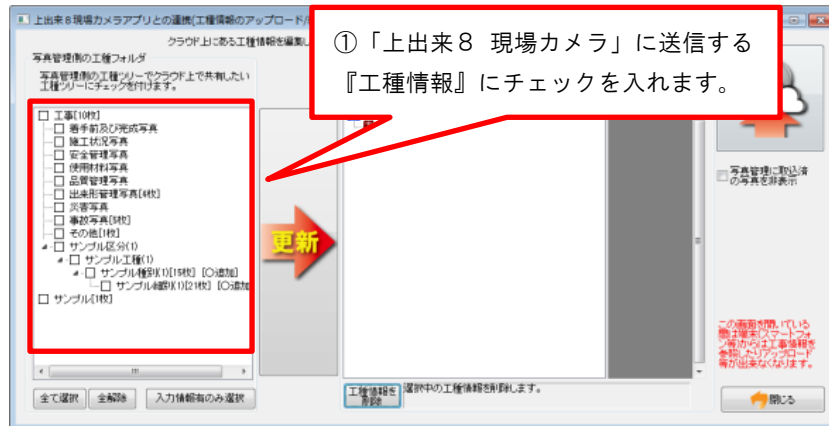 上出来8現場カメラアプリとの連携(工種情報のアップロード/
クラウド上にある工種情報を編集し
①「上出来８ 現場カメラ」に送信する
『工種情報』にチェックを入れます。
写真管理側の工種フォルダ
写真管理側の工種ツリーでクラウド上で共有したい
工種ツリーにチェックを付けます。
工事[10枚]
着手前及び完成写真
施工状況写真
安全管理写真
使用材料写真
品質管理写真
出来形管理写真[4枚]
災害写真
事故写真[5枚]
その他[1枚]
サンプル区分(1)
サンプル工種(1)
サンプル種別(1)[15枚] [○追加]
サンプル細別(1)[21枚] [○追加
サンプル[1枚]
更新
写真管理に取込済
の写真を非表示
この画面を開いている
間は端末(スマートフォ
ン等)からは工事情報を
参照したりアップロード
等が出来なくなります。
全て選択
全解除
入力情報有のみ選択
工種情報を
削除
選択中の工種情報を削除します。
閉じる